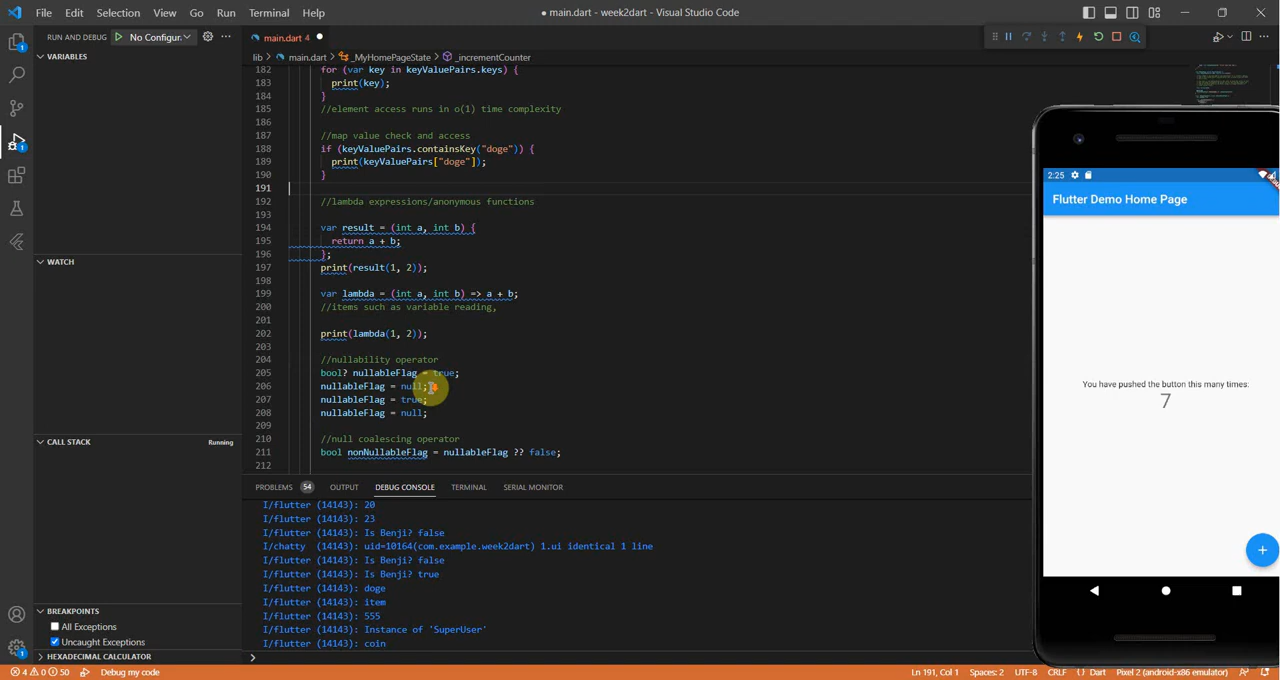 File Edit Selection View Go Run Terminal Help
● main.dart - week2dart - Visual Studio Code
RUN AND DEBUG No Configur
main.dart 4
lib > main.dart > _MyHomePageState > _incrementCounter
VARIABLES
WATCH
CALL STACK Running
BREAKPOINTS
All Exceptions
Uncaught Exceptions
HEXADECIMAL CALCULATOR
182 for (var key in keyValuePairs.keys) {
183 print(key);
184 }
185 //element access runs in o(1) time complexity
186
187 //map value check and access
188 if (keyValuePairs.containsKey("doge")) {
189 print(keyValuePairs["doge"]);
190 }
191
192 //lambda expressions/anonymous functions
193
194 var result = (int a, int b) {
195 return a + b;
196 };
197 print(result(1, 2));
198
199 var lambda = (int a, int b) => a + b;
200 //items such as variable reading,
201
202 print(lambda(1, 2));
203
204 //nullability operator
205 bool? nullableFlag = true;
206 nullableFlag = null;
207 nullableFlag = true;
208 nullableFlag = null;
209
210 //null coalescing operator
211 bool nonNullableFlag = nullableFlag ?? false;
212
PROBLEMS 54 OUTPUT DEBUG CONSOLE TERMINAL SERIAL MONITOR
I/flutter (14143): 20
I/flutter (14143): 23
I/flutter (14143): Is Benji? false
I/chatty (14143): uid=10164(com.example.week2dart) 1.ui identical 1 line
I/flutter (14143): Is Benji? false
I/flutter (14143): Is Benji? true
I/flutter (14143): doge
I/flutter (14143): item
I/flutter (14143): 555
I/flutter (14143): Instance of 'SuperUser'
I/flutter (14143): coin
2:25
Flutter Demo Home Page
You have pushed the button this many times:
7
4 0 50 Debug my code
Ln 191, Col 1 Spaces: 2 UTF-8 CRLF {} Dart Pixel 2 (android-x86 emulator)